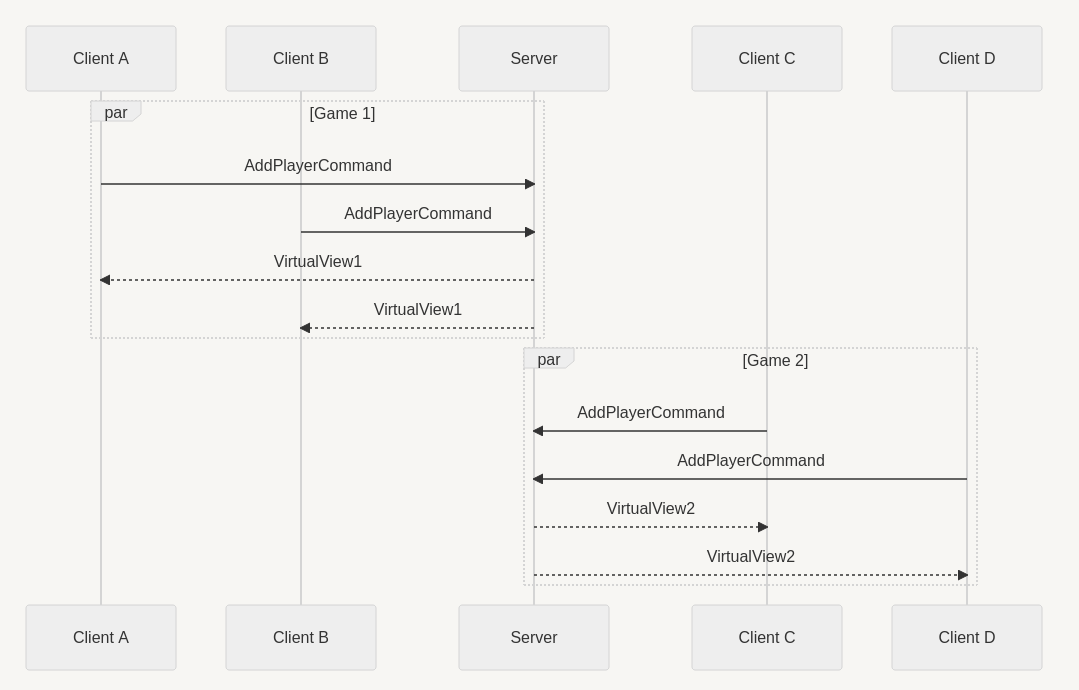 Client A
Client B
Server
Client C
Client D
par
[Game 1]
AddPlayerCommand
AddPlayerCommand
VirtualView1
VirtualView1
par
[Game 2]
AddPlayerCommand
AddPlayerCommand
VirtualView2
VirtualView2
Client A
Client B
Server
Client C
Client D